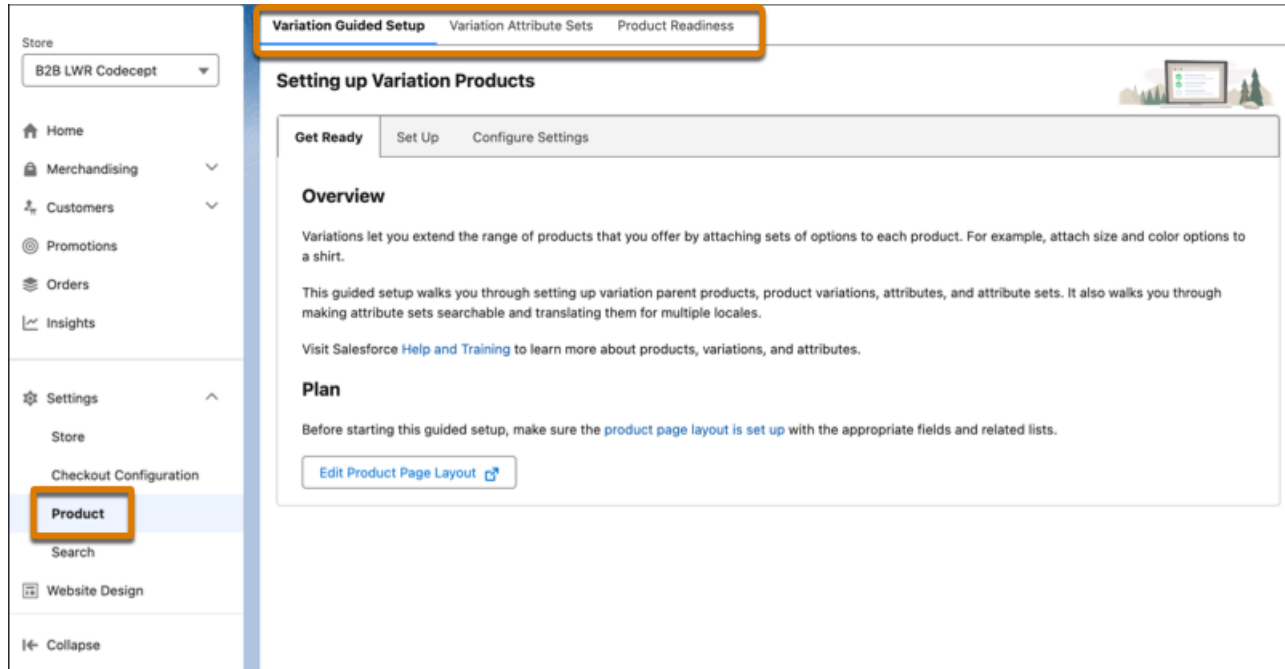 Store
B2B LWR Codecept
Home
Merchandising
Customers
Promotions
Orders
Insights
Settings
Store
Checkout Configuration
Product
Search
Website Design
Collapse
Variation Guided Setup Variation Attribute Sets Product Readiness
Setting up Variation Products
Get Ready Set Up Configure Settings
Overview
Variations let you extend the range of products that you offer by attaching sets of options to each product. For example, attach size and color options to
a shirt.
This guided setup walks you through setting up variation parent products, product variations, attributes, and attribute sets. It also walks you through
making attribute sets searchable and translating them for multiple locales.
Visit Salesforce Help and Training to learn more about products, variations, and attributes.
Plan
Before starting this guided setup, make sure the product page layout is set up with the appropriate fields and related lists.
Edit Product Page Layout